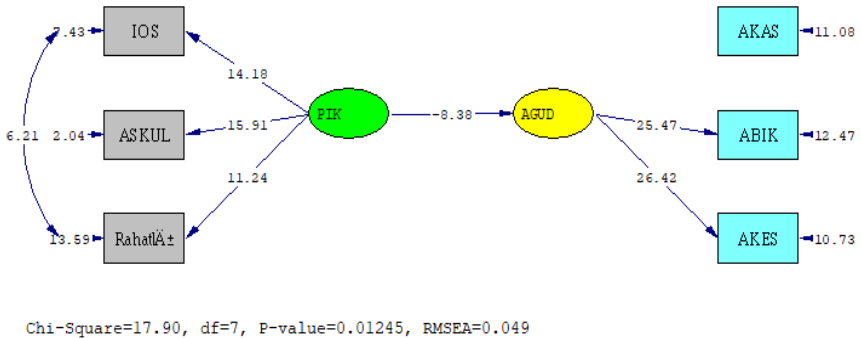 7.43 IOS AKAS 11.08
14.18
6.21 2.04 ASKUL 15.91 PIK -8.38 AGUD 25.47 ABIK 12.47
11.24 26.42
13.59 RahatlÄ± AKES 10.73
Chi-Square=17.90, df=7, P-value=0.01245, RMSEA=0.049